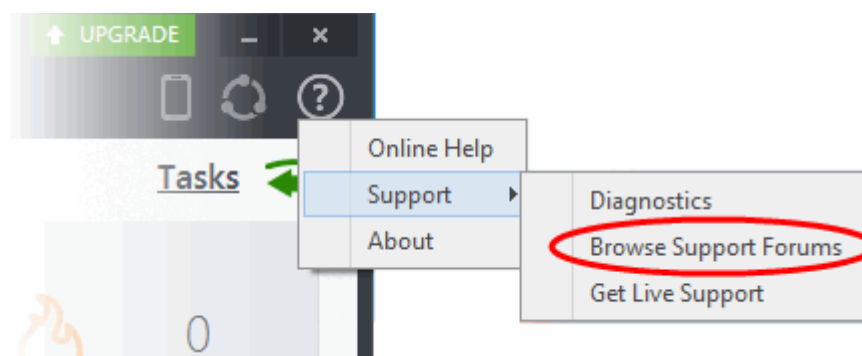 UPGRADE
?
Tasks
Online Help
Support
About
Diagnostics
Browse Support Forums
Get Live Support
0